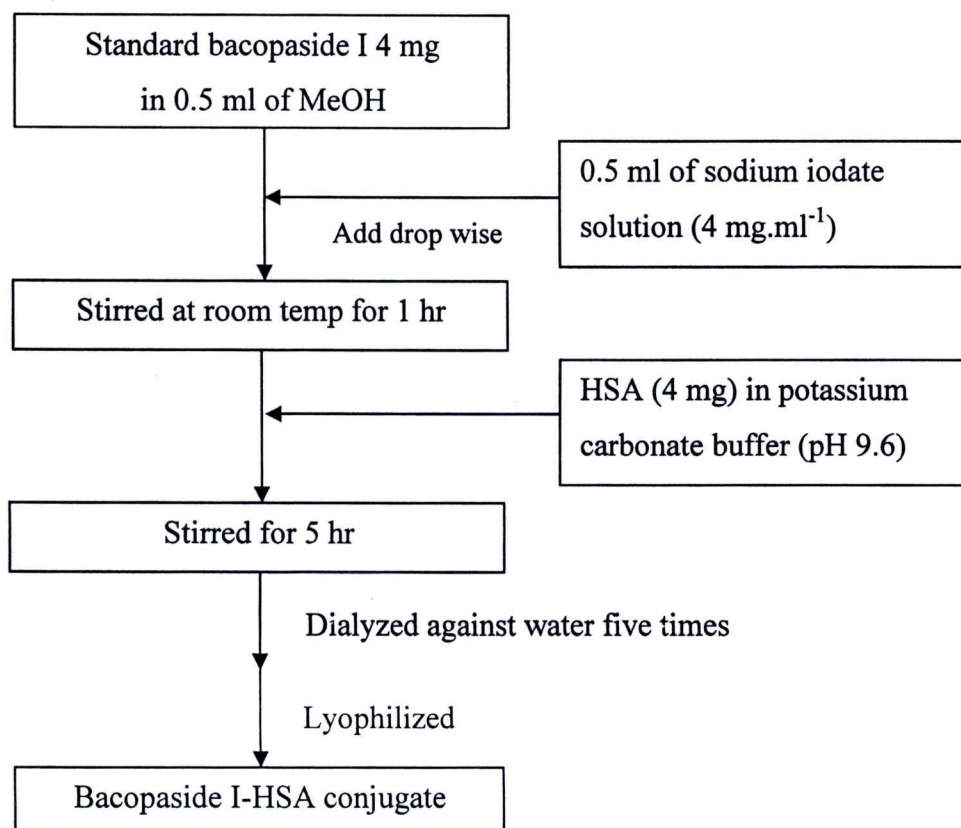 Standard bacopaside I 4 mg
in 0.5 ml of MeOH
0.5 ml of sodium iodate
solution (4 mg.ml⁻¹)
Add drop wise
Stirred at room temp for 1 hr
HSA (4 mg) in potassium
carbonate buffer (pH 9.6)
Stirred for 5 hr
Dialyzed against water five times
Lyophilized
Bacopaside I-HSA conjugate